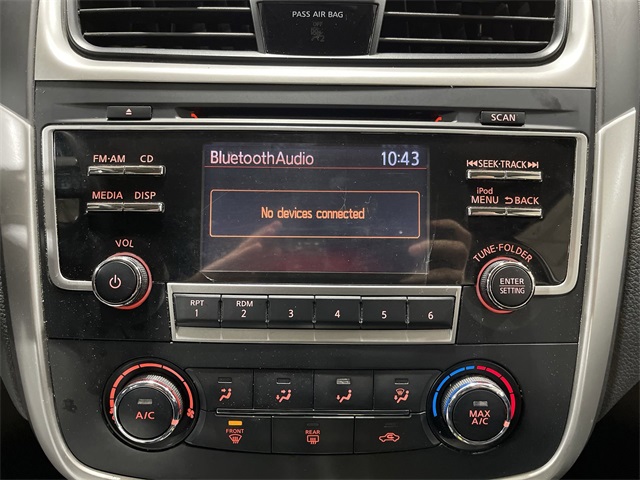 PASS AIR BAG
OFF
SCAN
FM·AM CD
MEDIA DISP
BluetoothAudio 10:43
No devices connected
SEEK·TRACK
iPod
MENU BACK
VOL
TUNE·FOLDER
ENTER
SETTING
RPT
1
RDM
2
3
4
5
6
A/C
FRONT
REAR
MAX
A/C